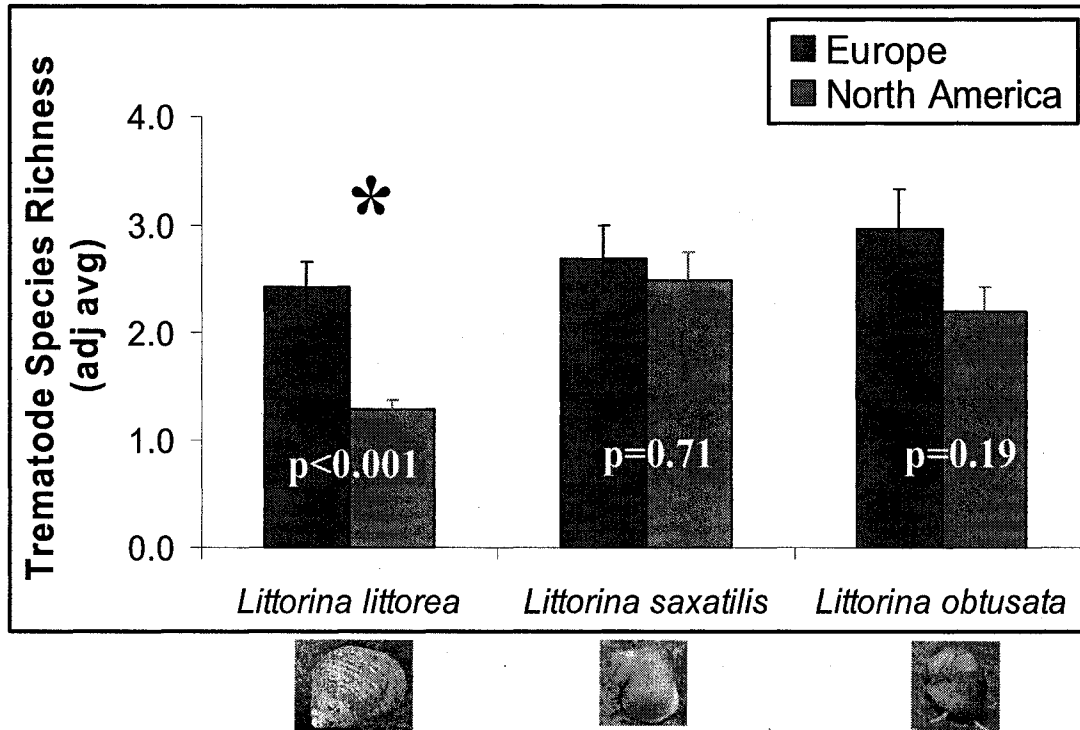 Europe
North America
Trematode Species Richness
(adj avg)
4.0
3.0
2.0
1.0
0.0
*
p<0.001
p=0.71
p=0.19
Littorina littorea
Littorina saxatilis
Littorina obtusata